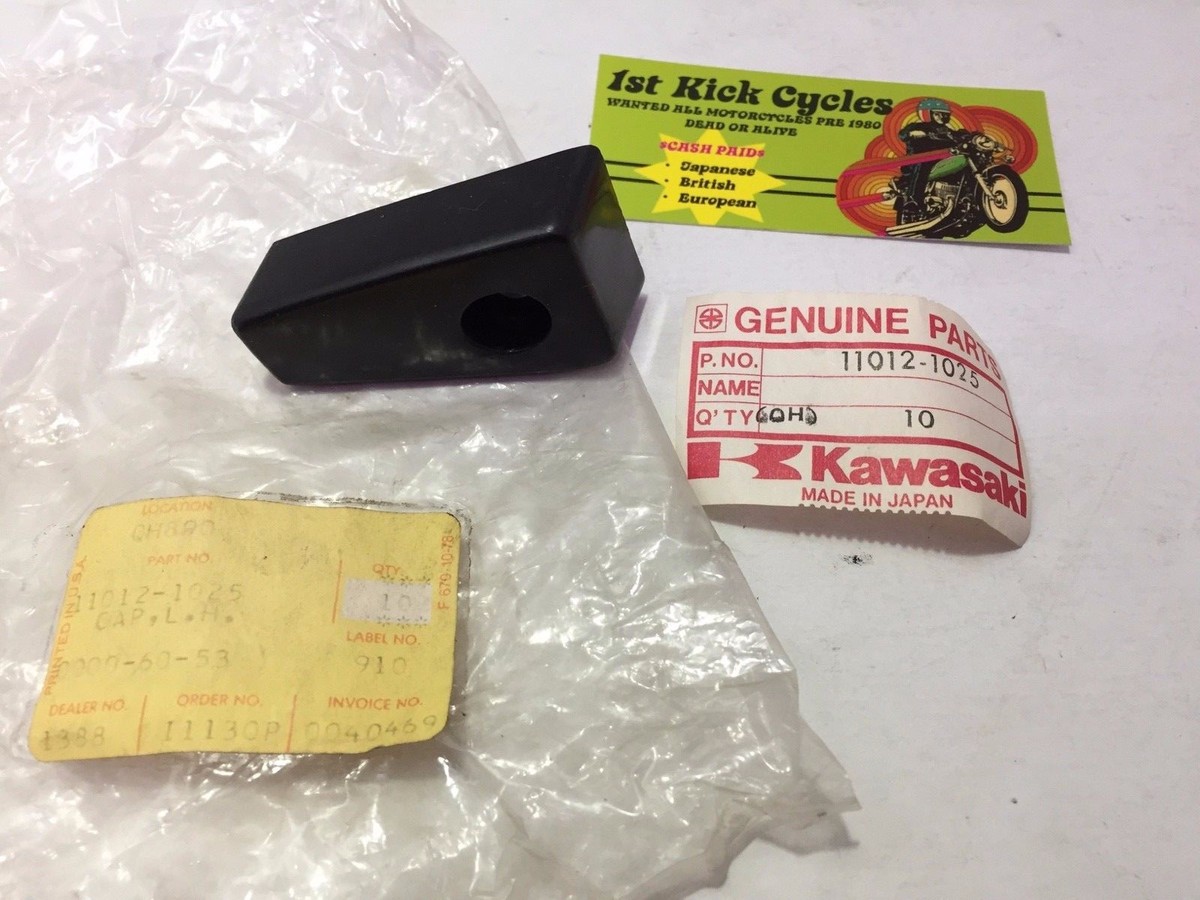 1st Kick Cycles
WANTED ALL MOTORCYCLES PRE 1980
DEAD OR ALIVE
$CASH PAID$
· Japanese
· British
· European
GENUINE PARTS
P.NO. 11012-1025
NAME
Q'TY 10
Kawasaki
MADE IN JAPAN
LOCATION
PART NO.
QTY.
11012-1025
10
CAP,L.H.
LABEL NO.
910
DEALER NO. ORDER NO. INVOICE NO.
1388 I1130P 0040469
PRINTED IN U.S.A.